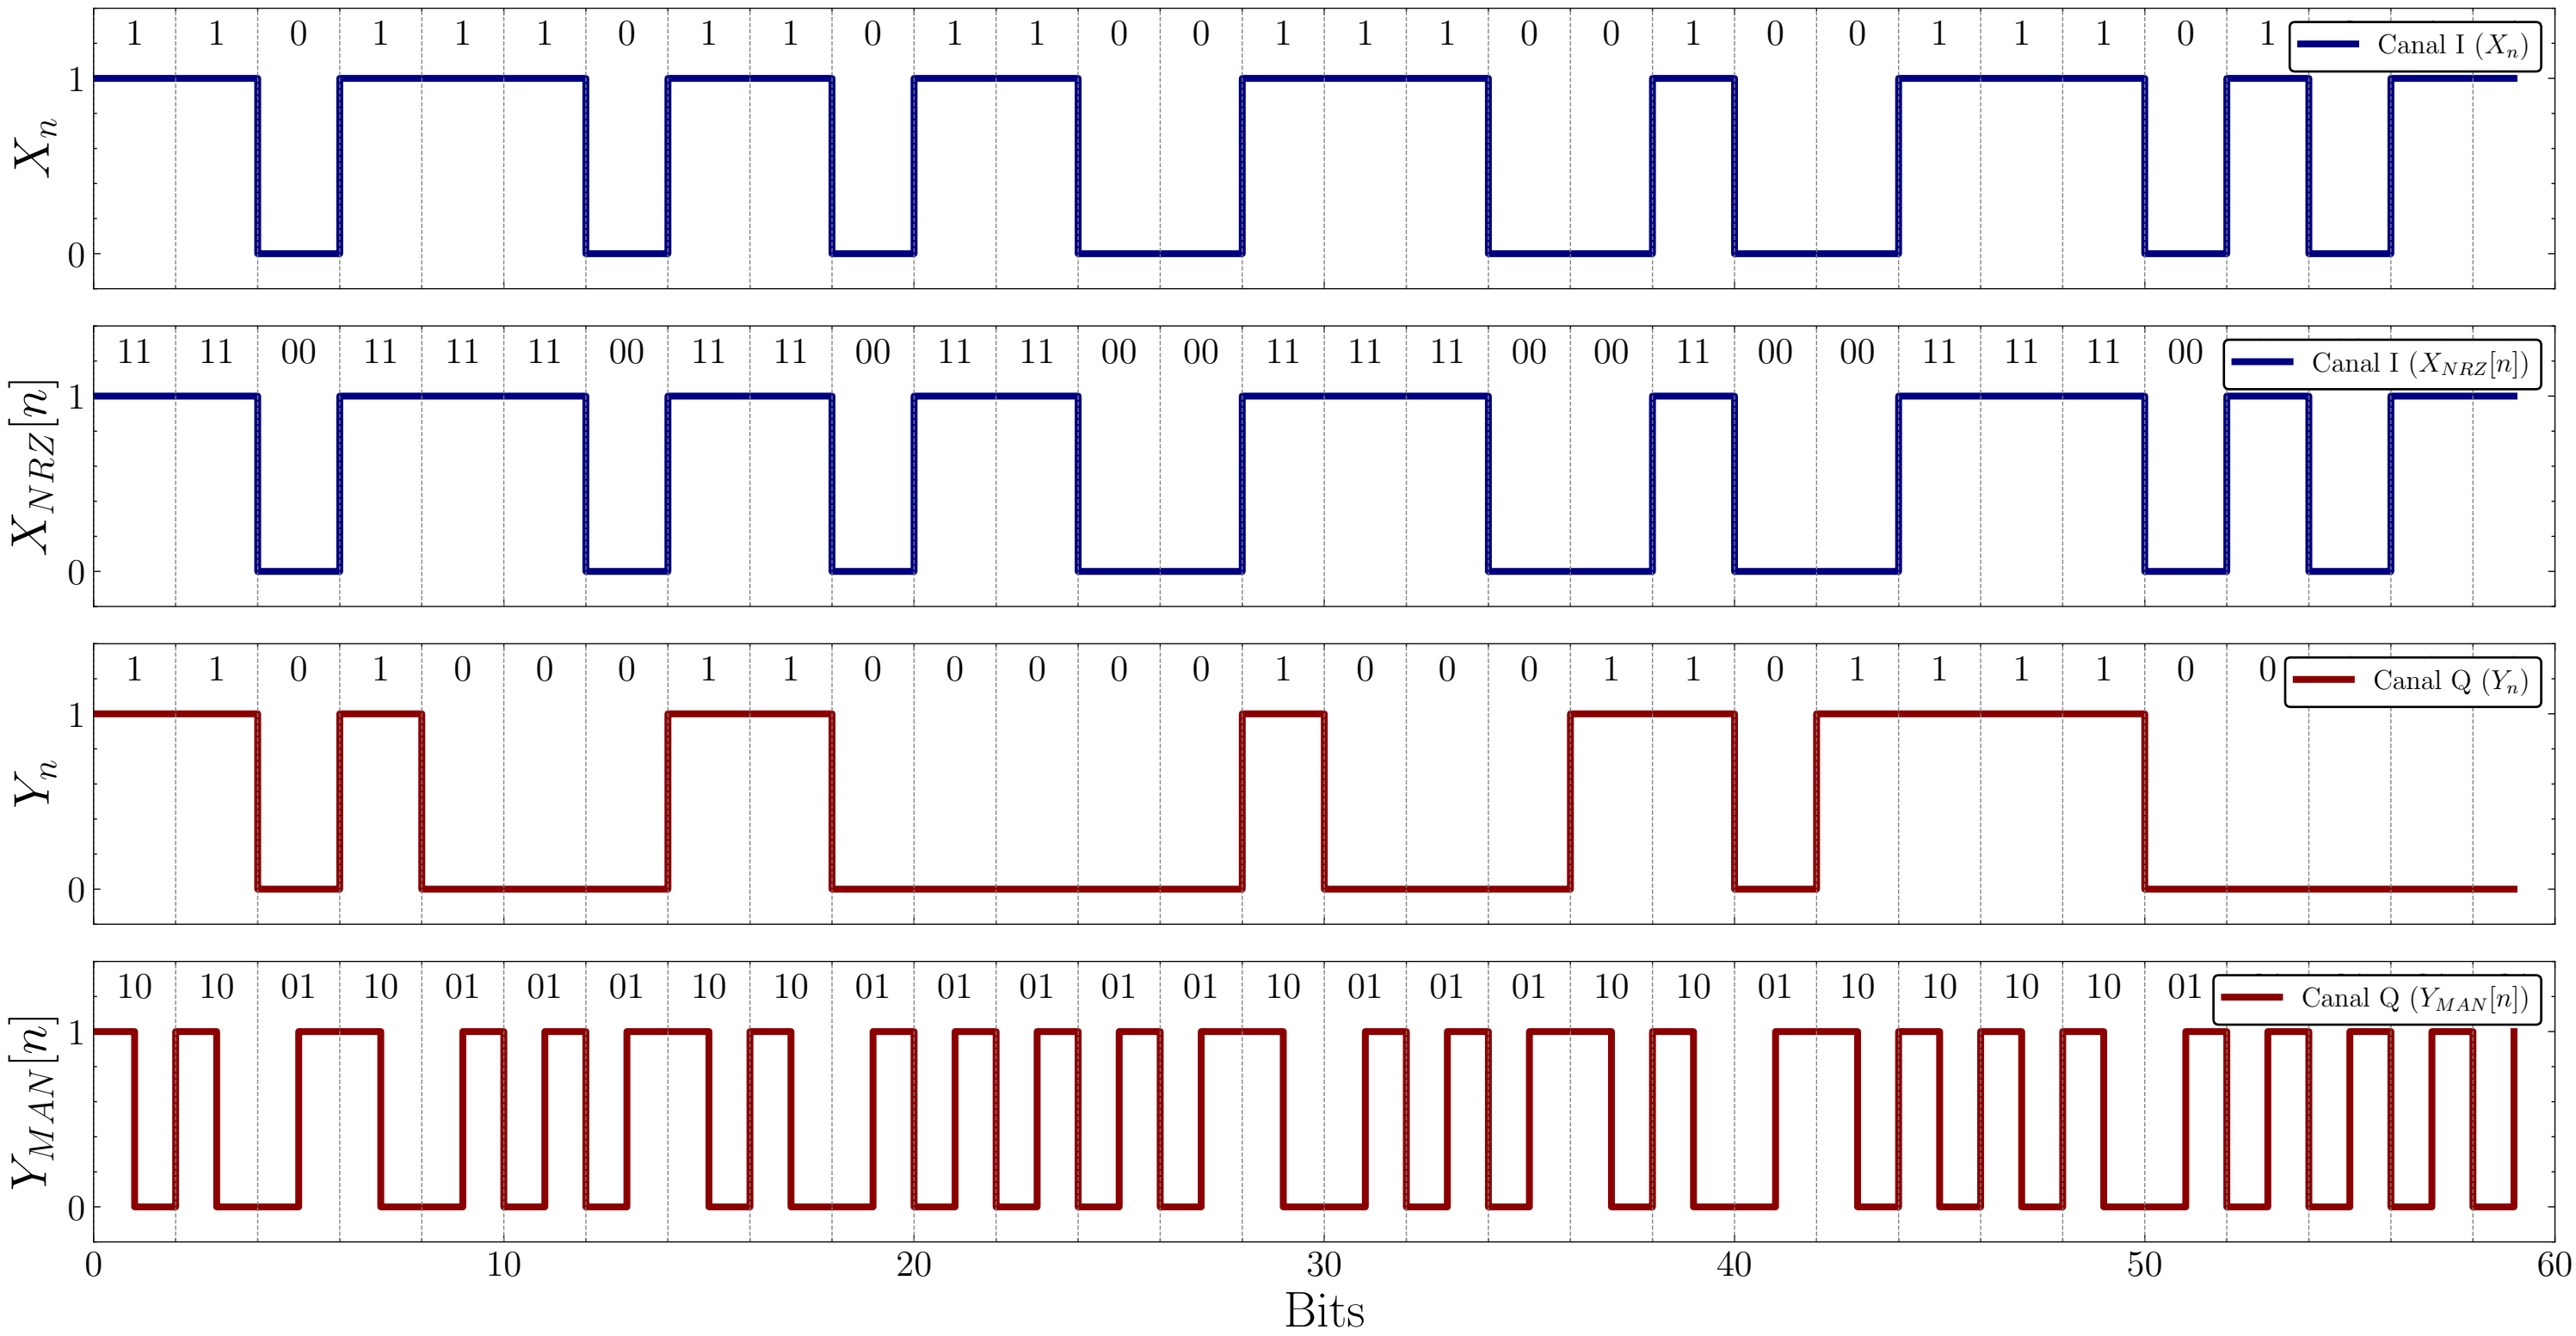 1 1 0 1 1 1 0 1 1 0 1 1 0 0 1 1 1 0 0 1 0 0 1 1 1 0 1
Canal I (Xₙ)
1
0
Xₙ
11 11 00 11 11 11 00 11 11 00 11 11 00 00 11 11 11 00 00 11 00 00 11 11 11 00
Canal I (X_NRZ[n])
1
0
X_NRZ[n]
1 1 0 1 0 0 0 1 1 0 0 0 0 0 1 0 0 0 1 1 0 1 1 1 1 0 0
Canal Q (Yₙ)
1
0
Yₙ
10 10 01 10 01 01 01 10 10 01 01 01 01 01 10 01 01 01 10 10 01 10 10 10 10 01
Canal Q (Y_MAN[n])
1
0
Y_MAN[n]
0 10 20 30 40 50 60
Bits